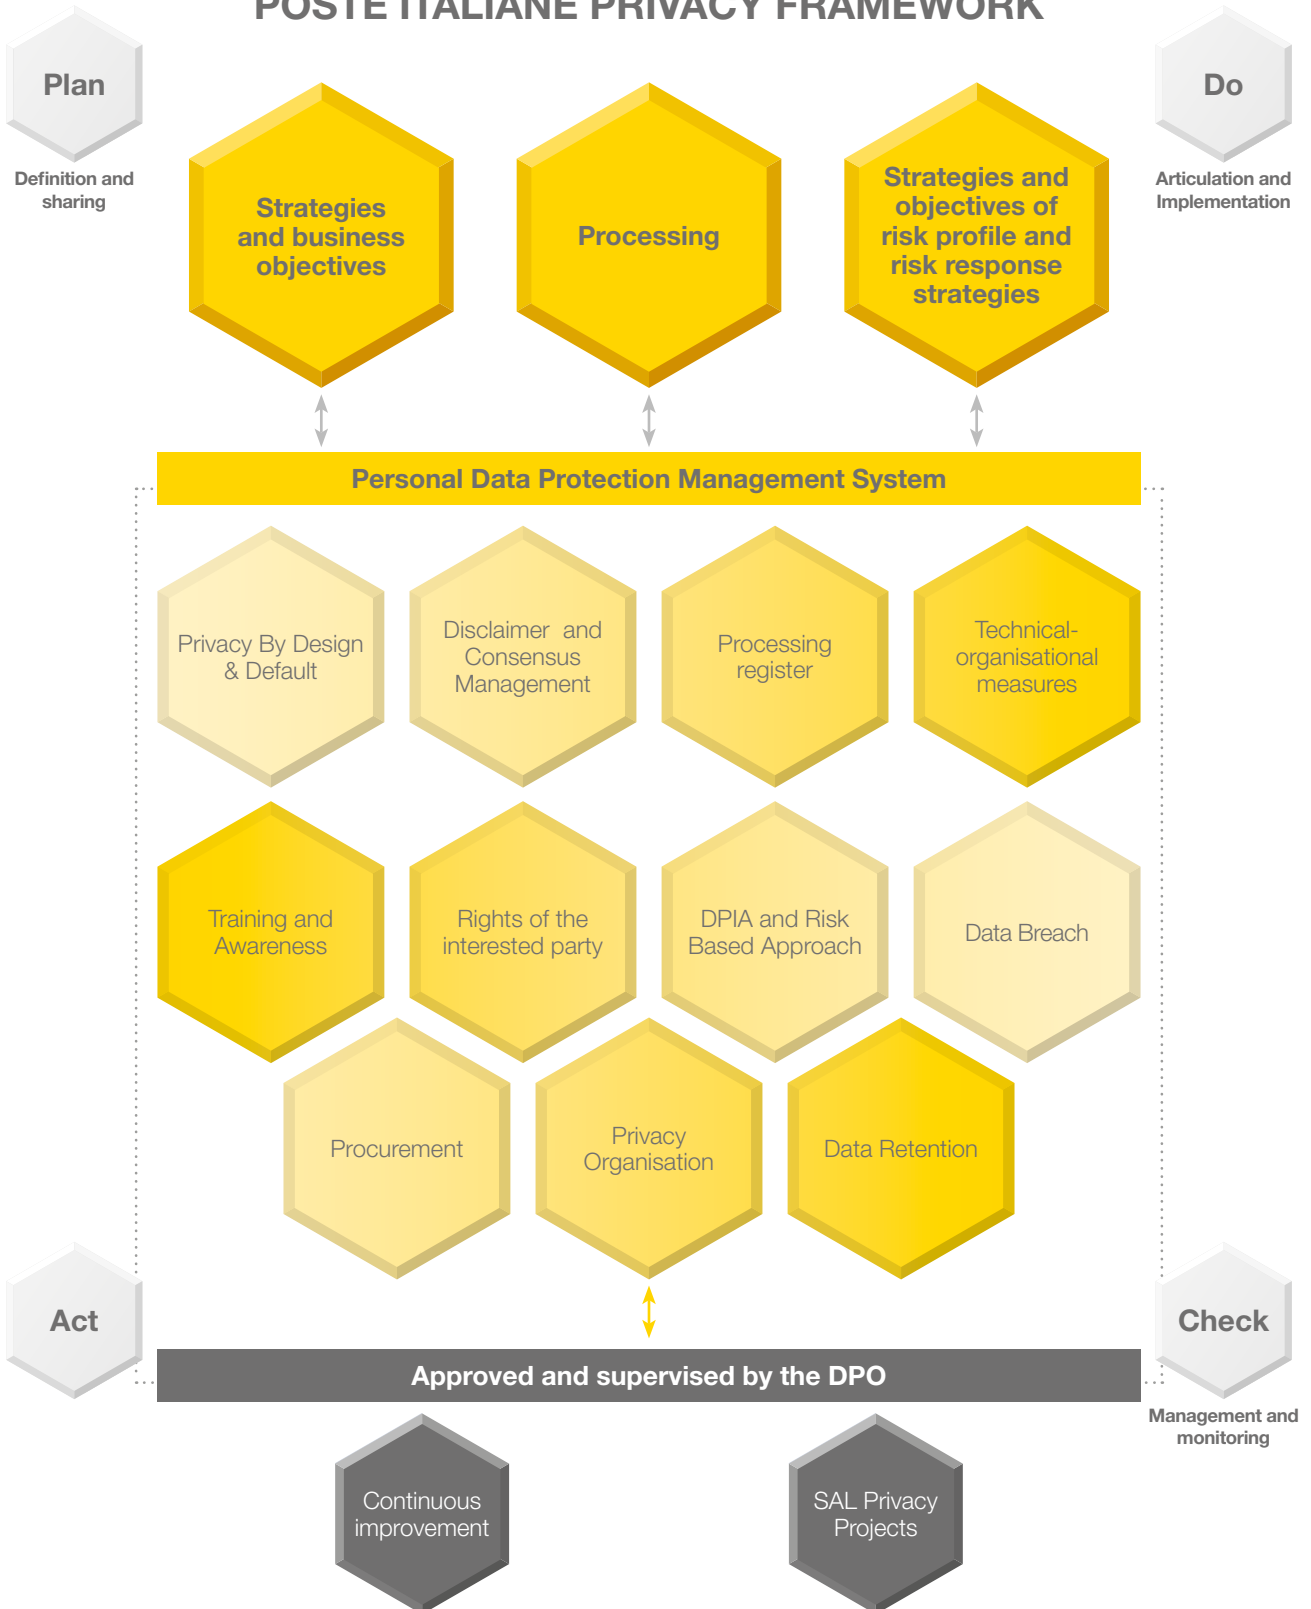 POSTE ITALIANE PRIVACY FRAMEWORK
Plan
Definition and
sharing
Do
Articulation and
Implementation
Strategies
and business
objectives
Processing
Strategies and
objectives of
risk profile and
risk response
strategies
Personal Data Protection Management System
Privacy By Design
& Default
Disclaimer and
Consensus
Management
Processing
register
Technical-
organisational
measures
Training and
Awareness
Rights of the
interested party
DPIA and Risk
Based Approach
Data Breach
Procurement
Privacy
Organisation
Data Retention
Act
Check
Management and
monitoring
Approved and supervised by the DPO
Continuous
improvement
SAL Privacy
Projects